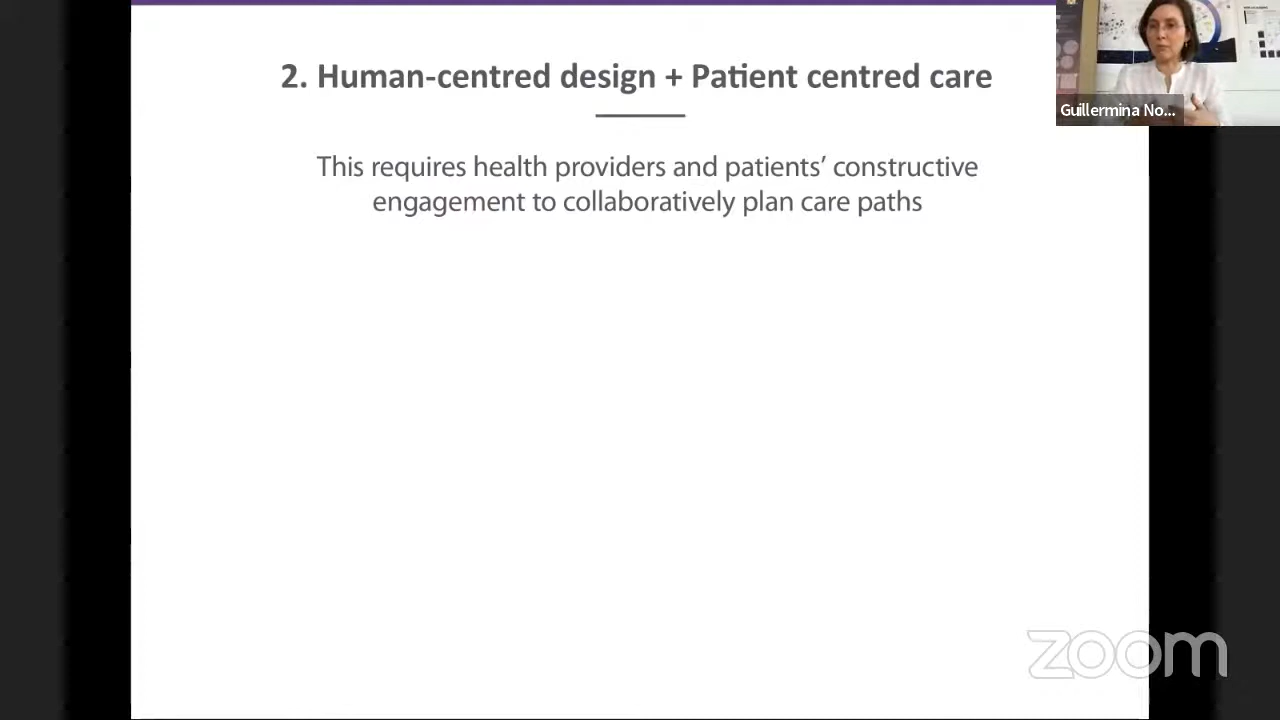 2. Human-centred design + Patient centred care
This requires health providers and patients’ constructive
engagement to collaboratively plan care paths
Guillermina No...
zoom